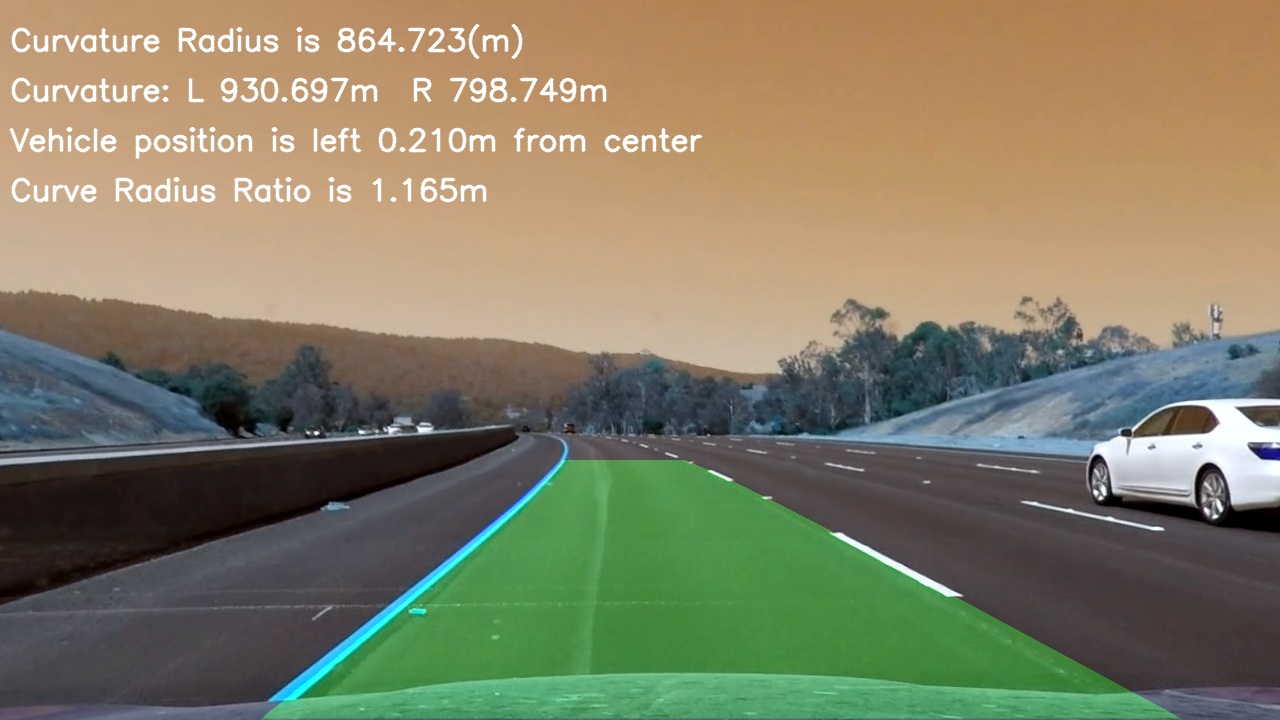 Curvature Radius is 864.723(m)
Curvature: L 930.697m R 798.749m
Vehicle position is left 0.210m from center
Curve Radius Ratio is 1.165m